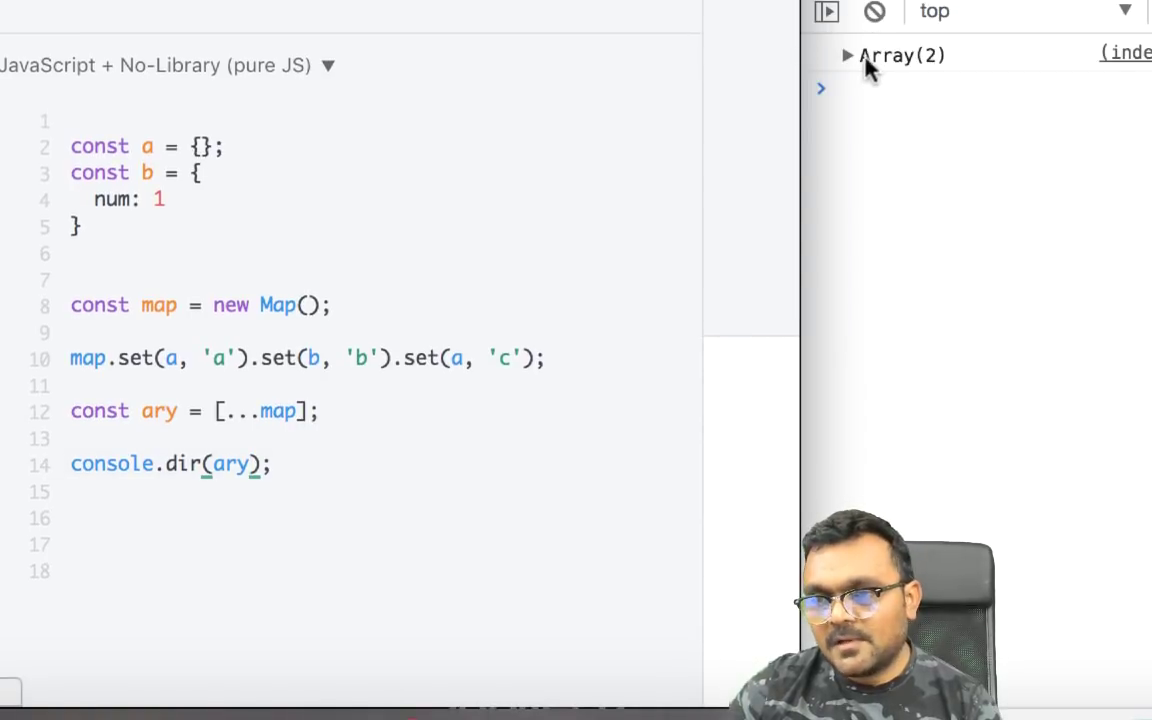 top ▼
JavaScript + No-Library (pure JS) ▼
▶ Array(2) (inde
>
1
2 const a = {};
3 const b = {
4 num: 1
5 }
6
7
8 const map = new Map();
9
10 map.set(a, 'a').set(b, 'b').set(a, 'c');
11
12 const ary = [...map];
13
14 console.dir(ary);
15
16
17
18